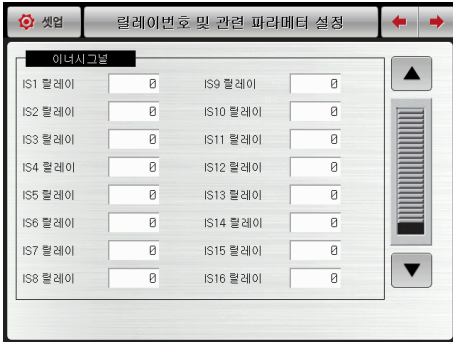 셋업 릴레이번호 및 관련 파라메터 설정
이너시그널
IS1 릴레이 0 IS9 릴레이 0
IS2 릴레이 0 IS10 릴레이 0
IS3 릴레이 0 IS11 릴레이 0
IS4 릴레이 0 IS12 릴레이 0
IS5 릴레이 0 IS13 릴레이 0
IS6 릴레이 0 IS14 릴레이 0
IS7 릴레이 0 IS15 릴레이 0
IS8 릴레이 0 IS16 릴레이 0